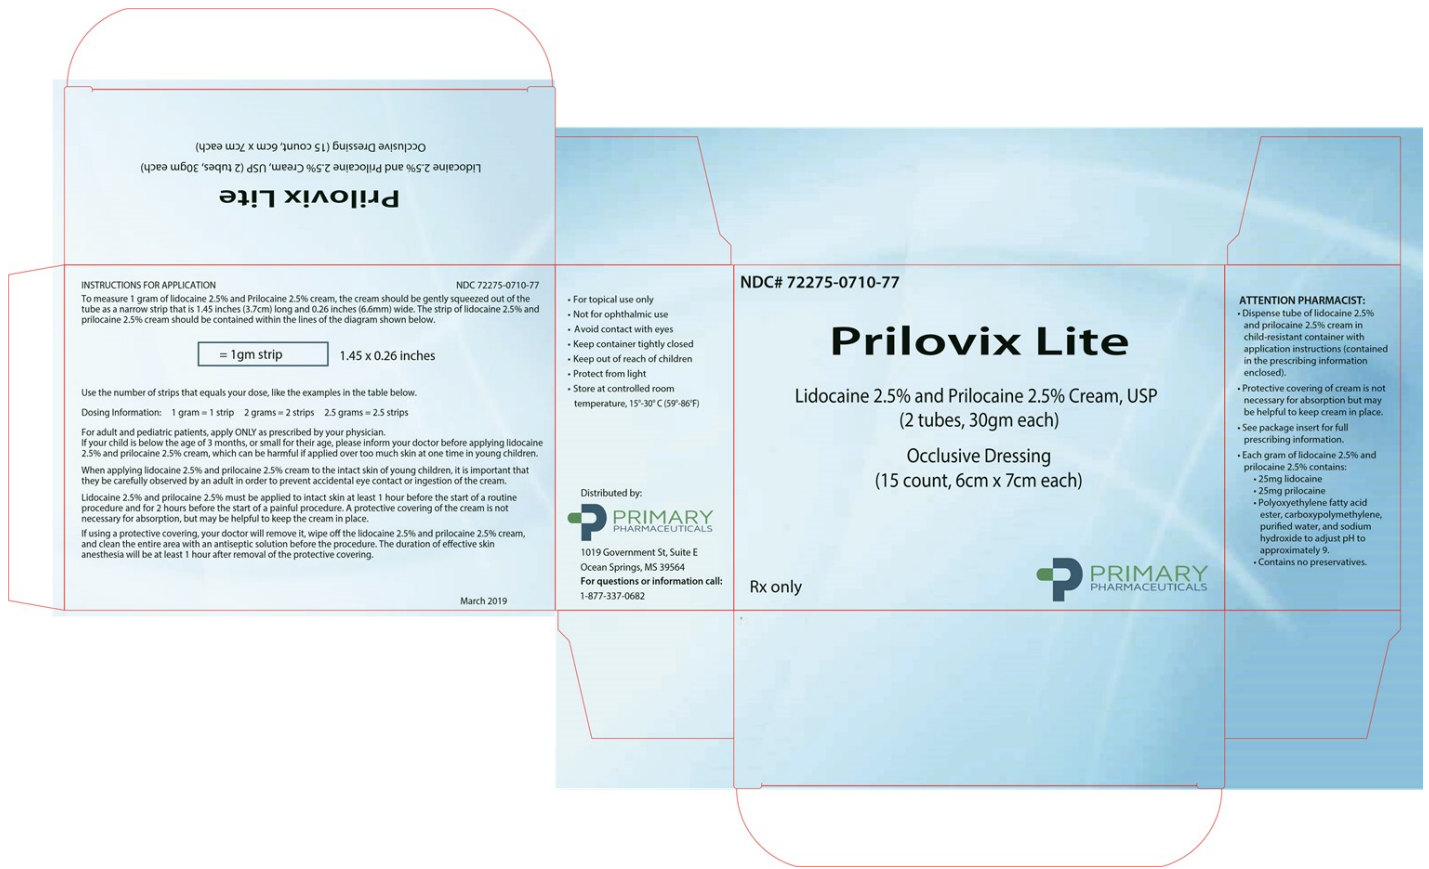 Prilovix Lite
Lidocaine 2.5% and Prilocaine 2.5% Cream, USP (2 tubes, 30gm each)
Occlusive Dressing (15 count, 6cm x 7cm each)
INSTRUCTIONS FOR APPLICATION
NDC 72275-0710-77
To measure 1 gram of lidocaine 2.5% and Prilocaine 2.5% cream, the cream should be gently squeezed out of the
tube as a narrow strip that is 1.45 inches (3.7cm) long and 0.26 inches (6.6mm) wide. The strip of lidocaine 2.5% and
prilocaine 2.5% cream should be contained within the lines of the diagram shown below.
= 1gm strip
1.45 x 0.26 inches
Use the number of strips that equals your dose, like the examples in the table below.
Dosing Information: 1 gram = 1 strip 2 grams = 2 strips 2.5 grams = 2.5 strips
For adult and pediatric patients, apply ONLY as prescribed by your physician.
If your child is below the age of 3 months, or small for their age, please inform your doctor before applying lidocaine
2.5% and prilocaine 2.5% cream, which can be harmful if applied over too much skin at one time in young children.
When applying lidocaine 2.5% and prilocaine 2.5% cream to the intact skin of young children, it is important that
they be carefully observed by an adult in order to prevent accidental eye contact or ingestion of the cream.
Lidocaine 2.5% and prilocaine 2.5% must be applied to intact skin at least 1 hour before the start of a routine
procedure and for 2 hours before the start of a painful procedure. A protective covering of the cream is not
necessary for absorption, but may be helpful to keep the cream in place.
If using a protective covering, your doctor will remove it, wipe off the lidocaine 2.5% and prilocaine 2.5% cream,
and clean the entire area with an antiseptic solution before the procedure. The duration of effective skin
anesthesia will be at least 1 hour after removal of the protective covering.
March 2019
• For topical use only
• Not for ophthalmic use
• Avoid contact with eyes
• Keep container tightly closed
• Keep out of reach of children
• Protect from light
• Store at controlled room
temperature, 15°-30° C (59°-86°F)
Distributed by:
PRIMARY
PHARMACEUTICALS
1019 Government St, Suite E
Ocean Springs, MS 39564
For questions or information call:
1-877-337-0682
NDC# 72275-0710-77
Prilovix Lite
Lidocaine 2.5% and Prilocaine 2.5% Cream, USP
(2 tubes, 30gm each)
Occlusive Dressing
(15 count, 6cm x 7cm each)
Rx only
PRIMARY
PHARMACEUTICALS
ATTENTION PHARMACIST:
• Dispense tube of lidocaine 2.5%
and prilocaine 2.5% cream in
child-resistant container with
application instructions (contained
in the prescribing information
enclosed).
• Protective covering of cream is not
necessary for absorption but may
be helpful to keep cream in place.
• See package insert for full
prescribing information.
• Each gram of lidocaine 2.5% and
prilocaine 2.5% contains:
• 25mg lidocaine
• 25mg prilocaine
• Polyoxyethylene fatty acid
ester, carboxypolymethylene,
purified water, and sodium
hydroxide to adjust pH to
approximately 9.
• Contains no preservatives.